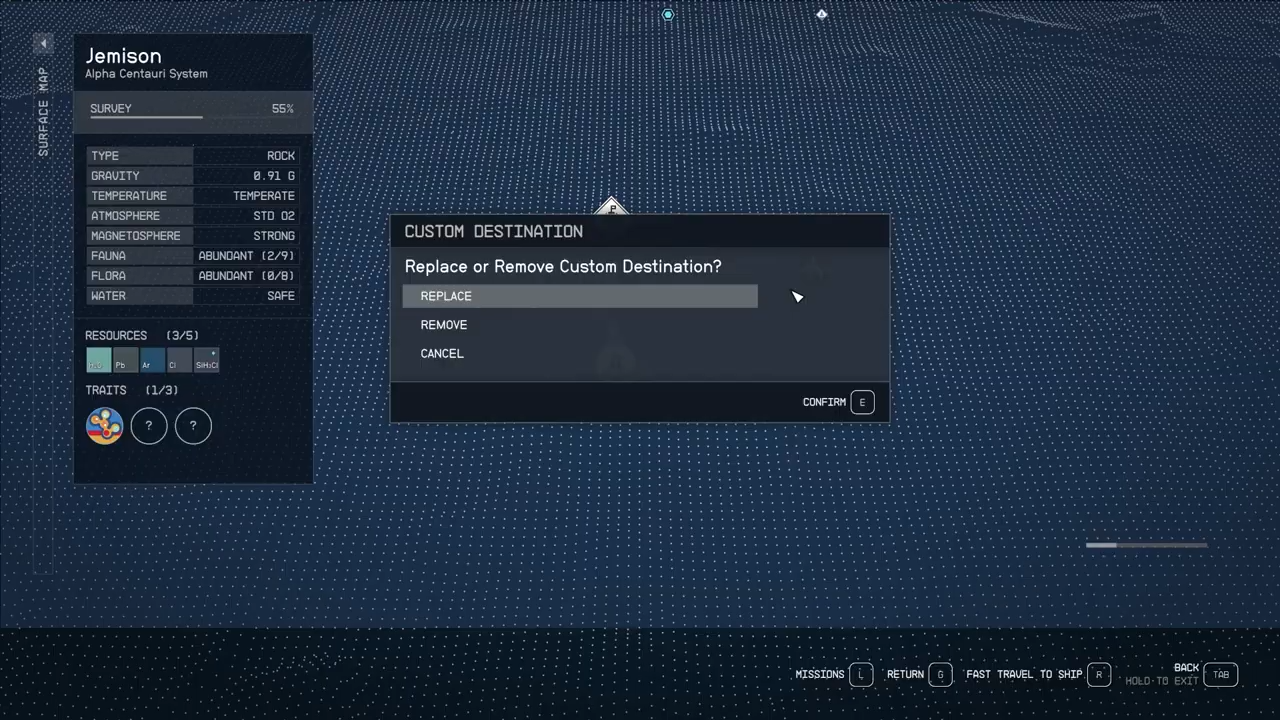 SURFACE MAP
Jemison
Alpha Centauri System
SURVEY 55%
TYPE ROCK
GRAVITY 0.91 G
TEMPERATURE TEMPERATE
ATMOSPHERE STD O2
MAGNETOSPHERE STRONG
FAUNA ABUNDANT (2/9)
FLORA ABUNDANT (0/8)
WATER SAFE
RESOURCES (3/5)
Pb Ar Cl SiH₃Cl
TRAITS (1/3)
? ?
CUSTOM DESTINATION
Replace or Remove Custom Destination?
REPLACE
REMOVE
CANCEL
CONFIRM E
MISSIONS L RETURN G FAST TRAVEL TO SHIP R BACK TAB
HOLD TO EXIT